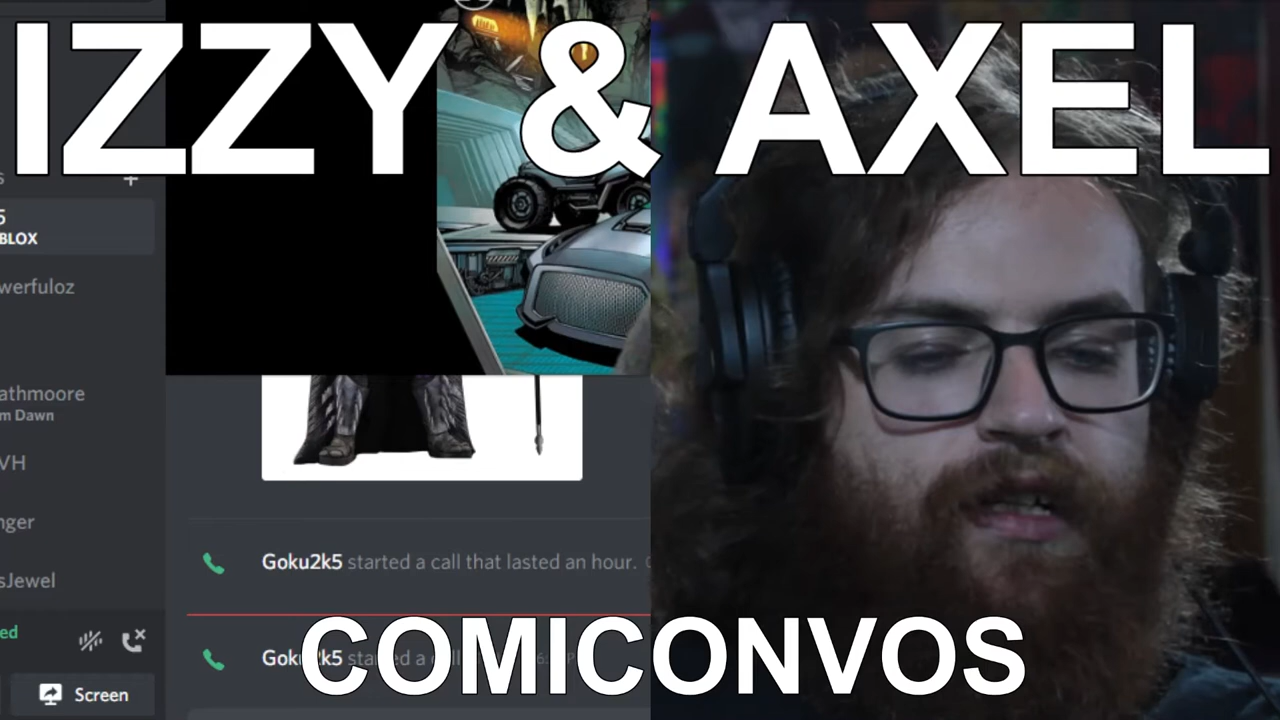 IZZY & AXEL
s +
5
BLOX
werfuloz
athmoore
m Dawn
VH
nger
sJewel
Goku2k5 started a call that lasted an hour.
ed
Screen
COMICONVOS